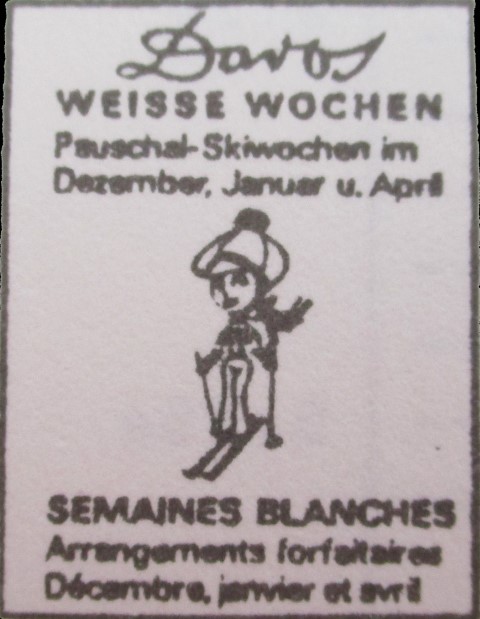 Davos
WEISSE WOCHEN
Pauschal-Skiwochen im
Dezember, Januar u. April
SEMAINES BLANCHES
Arrangements forfaitaires
Décembre, janvier et avril